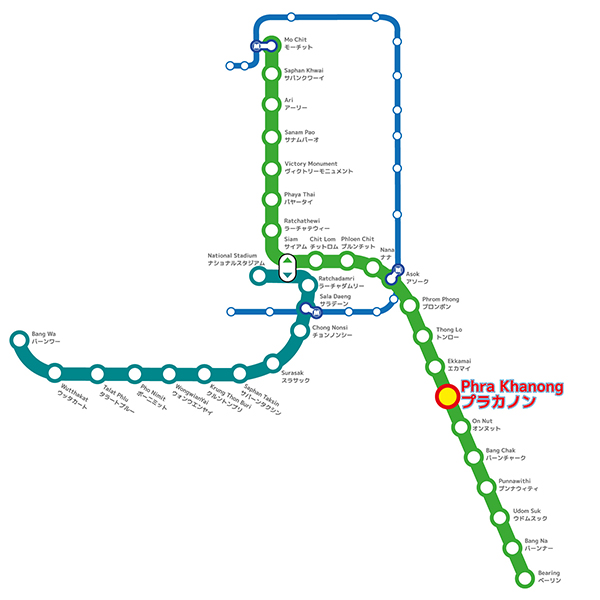 Mo Chit
モーチット
Saphan Khwai
サパンクワーイ
Ari
アーリー
Sanam Pao
サナムパーオ
Victory Monument
ヴィクトリーモニュメント
Phaya Thai
パヤータイ
Ratchathewi
ラーチャテウィー
Siam
サイアム
Chit Lom
チットロム
Phloen Chit
プルンチット
Nana
ナナ
National Stadium
ナショナルスタジアム
Ratchadamri
ラーチャダムリー
Asok
アソーク
Sala Daeng
サラデーン
Phrom Phong
プロンポン
Chong Nonsi
チョンノンシー
Thong Lo
トンロー
Bang Wa
バーンワー
Ekkamai
エカマイ
Surasak
スラサック
Phra Khanong
プラカノン
Wutthakat
ウッタカート
Talat Phlu
タラートプルー
Pho Nimit
ポーニミット
WongwianYai
ウォンウエンヤイ
Krung Thon Buri
クルントンブリ
Saphan Taksin
サパーンタクシン
On Nut
オンヌット
Bang Chak
バーンチャーク
Punnawithi
プンナウィティ
Udom Suk
ウドムスック
Bang Na
バーンナー
Bearing
ベーリン